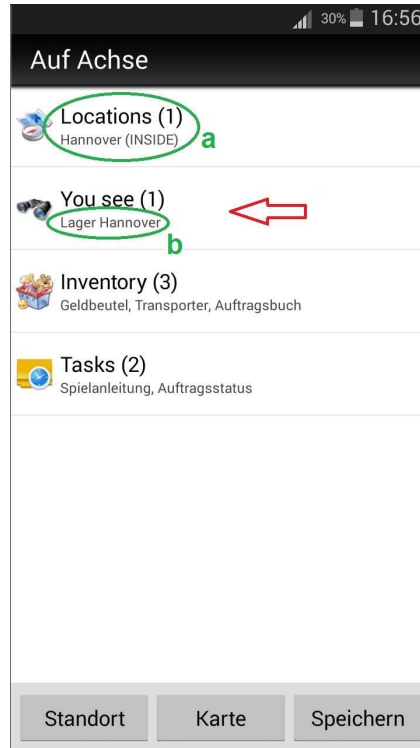 30% 16:56
Auf Achse
Locations (1)
Hannover (INSIDE)
a
You see (1)
Lager Hannover
b
Inventory (3)
Geldbeutel, Transporter, Auftragsbuch
Tasks (2)
Spielanleitung, Auftragsstatus
Standort Karte Speichern